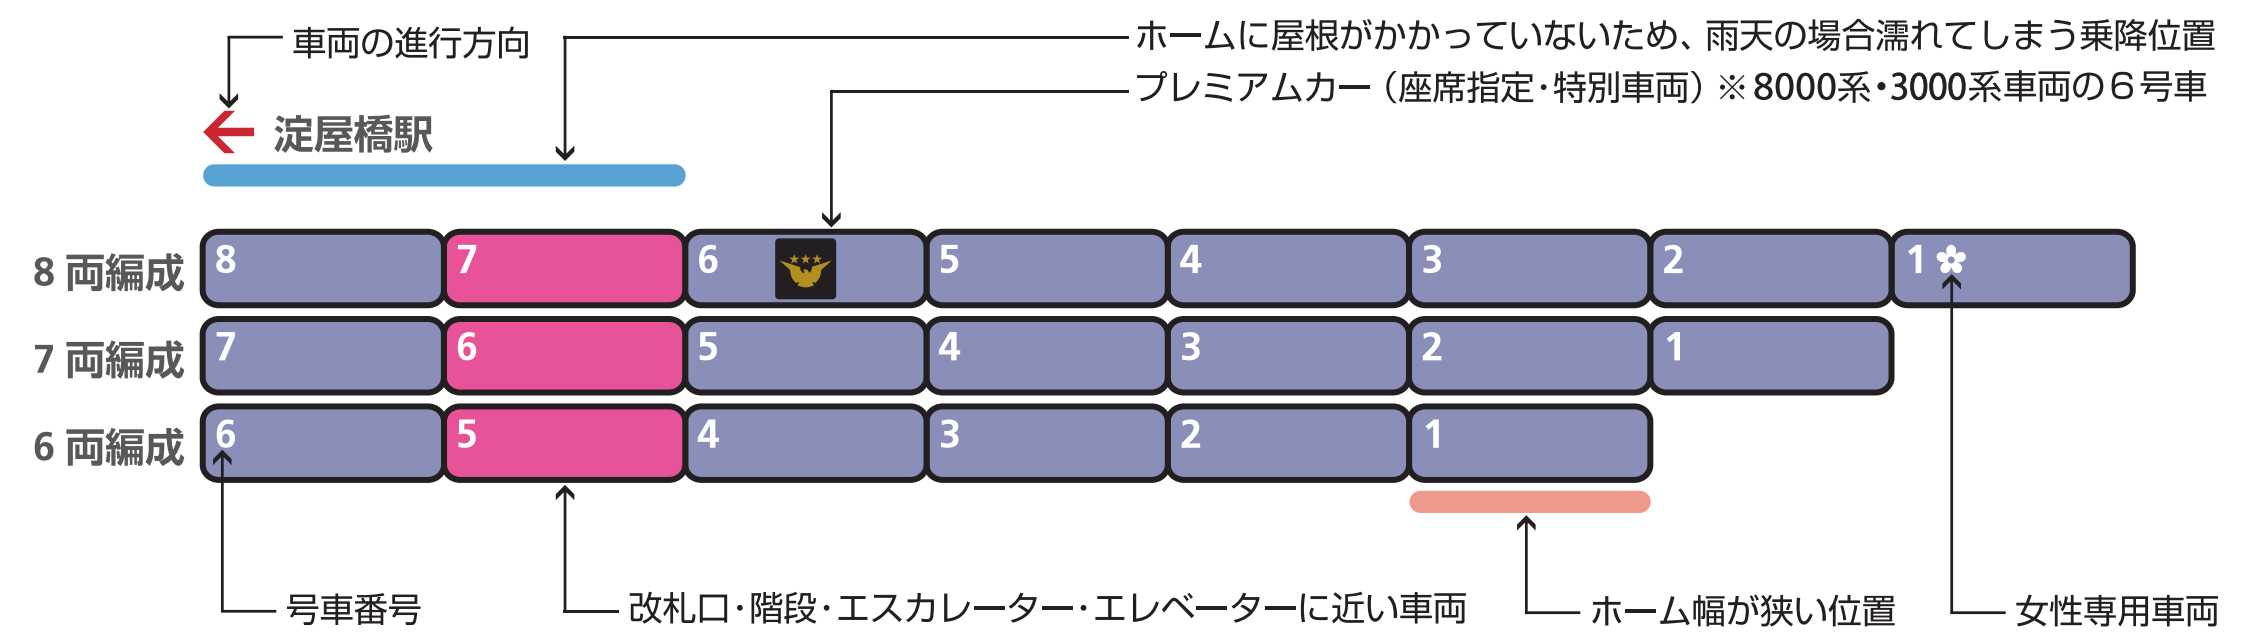 車両の進行方向
ホームに屋根がかかっていないため、雨天の場合濡れてしまう乗降位置
プレミアムカー（座席指定・特別車両）※8000系・3000系車両の６号車
淀屋橋駅
8 両編成
8 7 6 5 4 3 2 1
7 両編成
7 6 5 4 3 2 1
6 両編成
6 5 4 3 2 1
号車番号
改札口・階段・エスカレーター・エレベーターに近い車両
ホーム幅が狭い位置
女性専用車両